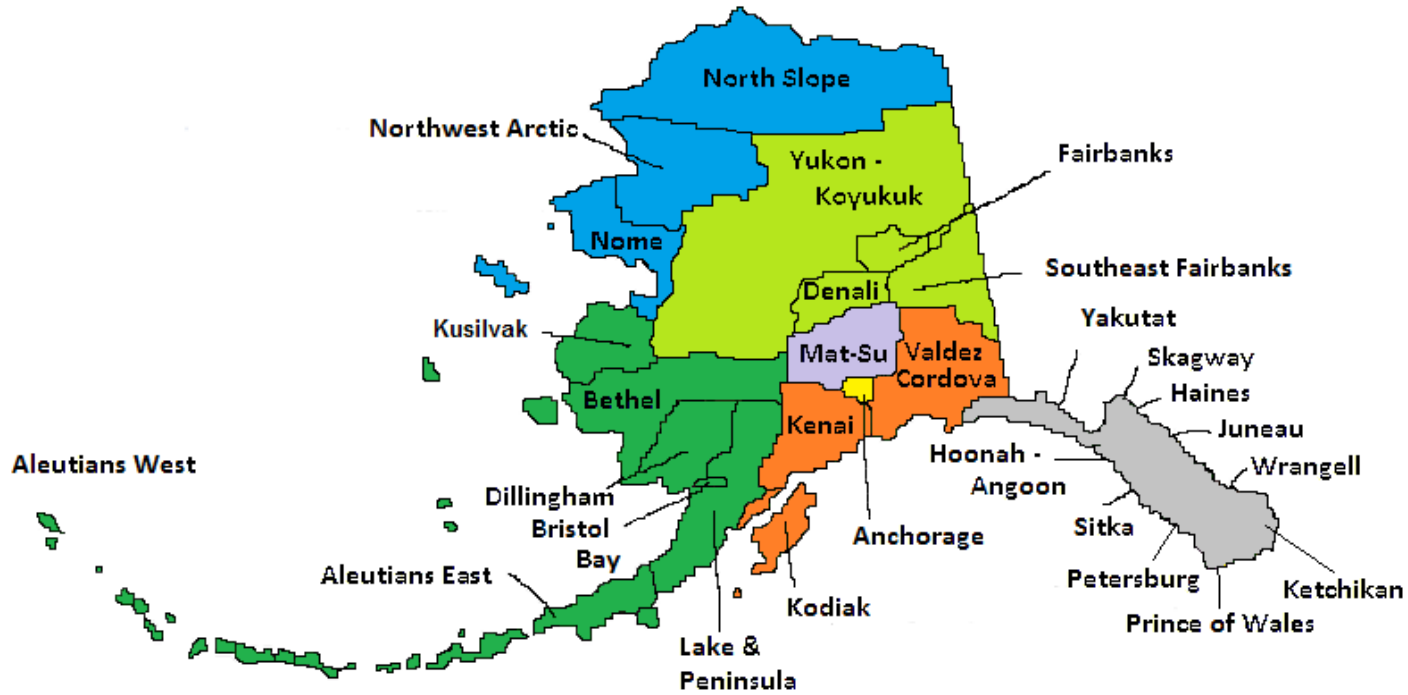 North Slope
Northwest Arctic
Yukon -
Koyukuk
Fairbanks
Nome
Denali
Southeast Fairbanks
Kusilvak
Mat-Su
Valdez
Cordova
Yakutat
Skagway
Haines
Bethel
Kenai
Juneau
Hoonah -
Angoon
Wrangell
Aleutians West
Dillingham
Bristol
Bay
Anchorage
Sitka
Aleutians East
Petersburg
Ketchikan
Kodiak
Prince of Wales
Lake &
Peninsula